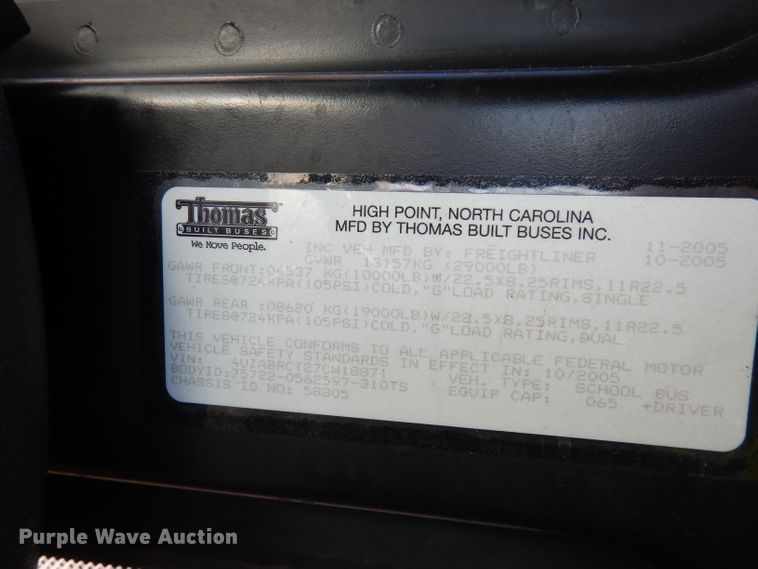 Thomas
BUILT BUSES
We Move People.
HIGH POINT, NORTH CAROLINA
MFD BY THOMAS BUILT BUSES INC.
11-2005
INC VEH MFD BY: FREIGHTLINER 10-2005
GVWR 13157KG (29000LB)
GAWR FRONT:04537 KG(10000LB)W/22.5X8.25RIMS,11R22.5
TIRES@724KPA(105PSI)COLD,"G"LOAD RATING,SINGLE
GAWR REAR :08620 KG(19000LB)W/22.5X8.25RIMS,11R22.5
TIRES@724KPA(105PSI)COLD,"G"LOAD RATING,DUAL
THIS VEHICLE CONFORMS TO ALL APPLICABLE FEDERAL MOTOR
VEHICLE SAFETY STANDARDS IN EFFECT IN: 10/2005
VIN: 4UZABRCT27CW18871 VEH. TYPE: SCHOOL BUS
BODYID:75722-0562597-310TS EQUIP CAP: 065 +DRIVER
CHASSIS ID NO: 58805
Purple Wave Auction